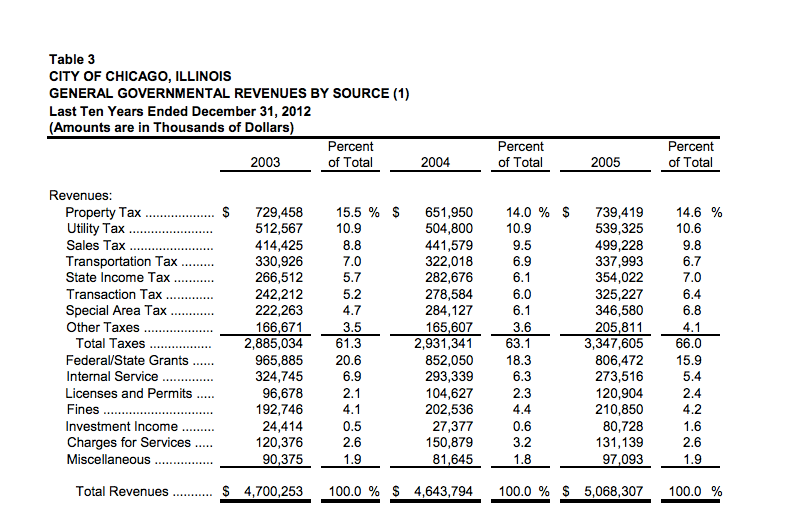 Table 3
CITY OF CHICAGO, ILLINOIS
GENERAL GOVERNMENTAL REVENUES BY SOURCE (1)
Last Ten Years Ended December 31, 2012
(Amounts are in Thousands of Dollars)
Percent Percent Percent
2003 of Total 2004 of Total 2005 of Total
Revenues:
Property Tax ................... $ 729,458 15.5 % $ 651,950 14.0 % $ 739,419 14.6 %
Utility Tax ....................... 512,567 10.9 504,800 10.9 539,325 10.6
Sales Tax ........................ 414,425 8.8 441,579 9.5 499,228 9.8
Transportation Tax ......... 330,926 7.0 322,018 6.9 337,993 6.7
State Income Tax ........... 266,512 5.7 282,676 6.1 354,022 7.0
Transaction Tax ............. 242,212 5.2 278,584 6.0 325,227 6.4
Special Area Tax ............ 222,263 4.7 284,127 6.1 346,580 6.8
Other Taxes ................... 166,671 3.5 165,607 3.6 205,811 4.1
Total Taxes ................. 2,885,034 61.3 2,931,341 63.1 3,347,605 66.0
Federal/State Grants ...... 965,885 20.6 852,050 18.3 806,472 15.9
Internal Service .............. 324,745 6.9 293,339 6.3 273,516 5.4
Licenses and Permits ..... 96,678 2.1 104,627 2.3 120,904 2.4
Fines .............................. 192,746 4.1 202,536 4.4 210,850 4.2
Investment Income ......... 24,414 0.5 27,377 0.6 80,728 1.6
Charges for Services ..... 120,376 2.6 150,879 3.2 131,139 2.6
Miscellaneous ................ 90,375 1.9 81,645 1.8 97,093 1.9
Total Revenues ........... $ 4,700,253 100.0 % $ 4,643,794 100.0 % $ 5,068,307 100.0 %